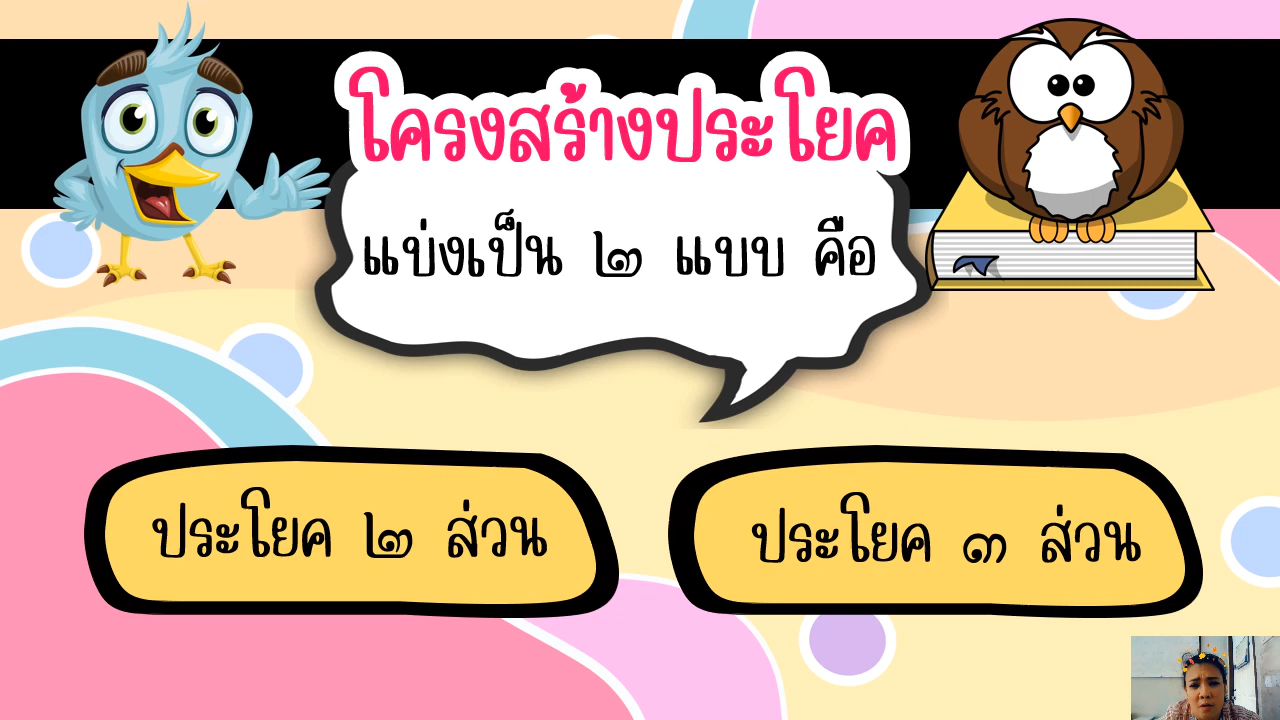 โครงสร้างประโยค
แบ่งเป็น ๒ แบบ คือ
ประโยค ๒ ส่วน
ประโยค ๓ ส่วน